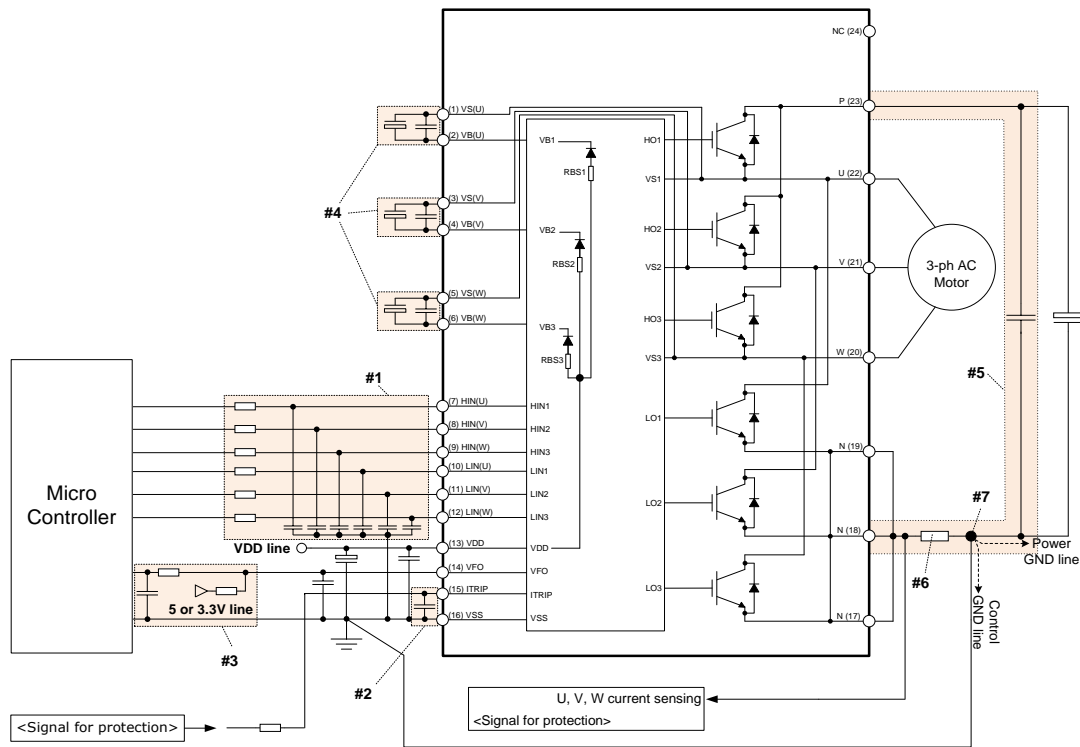 NC (24)
(1) VS(U)
P (23)
(2) VB(U)
VB1
HO1
RBS1
VS1
U (22)
(3) VS(V)
#4
(4) VB(V)
VB2
HO2
RBS2
VS2
V (21)
3-ph AC
Motor
(5) VS(W)
(6) VB(W)
VB3
HO3
RBS3
VS3
W (20)
#5
#1
(7) HIN(U)
HIN1
LO1
(8) HIN(V)
HIN2
(9) HIN(W)
HIN3
N (19)
(10) LIN(U)
LIN1
Micro
Controller
(11) LIN(V)
LIN2
LO2
#7
(12) LIN(W)
LIN3
N (18)
VDD line
(13) VDD
VDD
Power
GND line
#6
(14) VFO
VFO
5 or 3.3V line
(15) ITRIP
ITRIP
LO3
Control
GND line
(16) VSS
VSS
N (17)
#3
#2
U, V, W current sensing
<Signal for protection>
<Signal for protection>